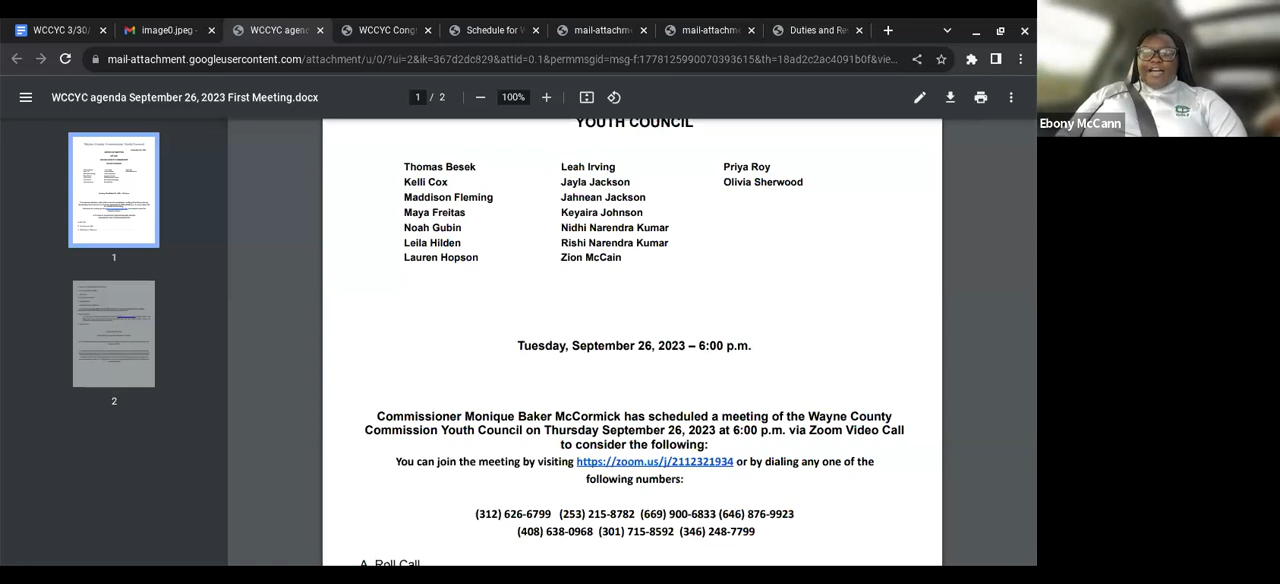 WCCYC 3/30/
image0.jpeg -
WCCYC agen
WCCYC Cong
Schedule for W
mail-attachm
mail-attachm
Duties and Re
mail-attachment.googleusercontent.com/attachment/u/0/?ui=2&ik=367d2dc829&attid=0.1&permmsgid=msg-f:1778125990070393615&th=18ad2c2ac4091b0f&vie...
WCCYC agenda September 26, 2023 First Meeting.docx
1 / 2
100%
Ebony McCann
YOUTH COUNCIL
Thomas Besek Leah Irving Priya Roy
Kelli Cox Jayla Jackson Olivia Sherwood
Maddison Fleming Jahnean Jackson
Maya Freitas Keyaira Johnson
Noah Gubin Nidhi Narendra Kumar
Leila Hilden Rishi Narendra Kumar
Lauren Hopson Zion McCain
Tuesday, September 26, 2023 – 6:00 p.m.
Commissioner Monique Baker McCormick has scheduled a meeting of the Wayne County
Commission Youth Council on Thursday September 26, 2023 at 6:00 p.m. via Zoom Video Call
to consider the following:
You can join the meeting by visiting https://zoom.us/j/2112321934 or by dialing any one of the
following numbers:
(312) 626-6799 (253) 215-8782 (669) 900-6833 (646) 876-9923
(408) 638-0968 (301) 715-8592 (346) 248-7799
A. Roll Call
1
2